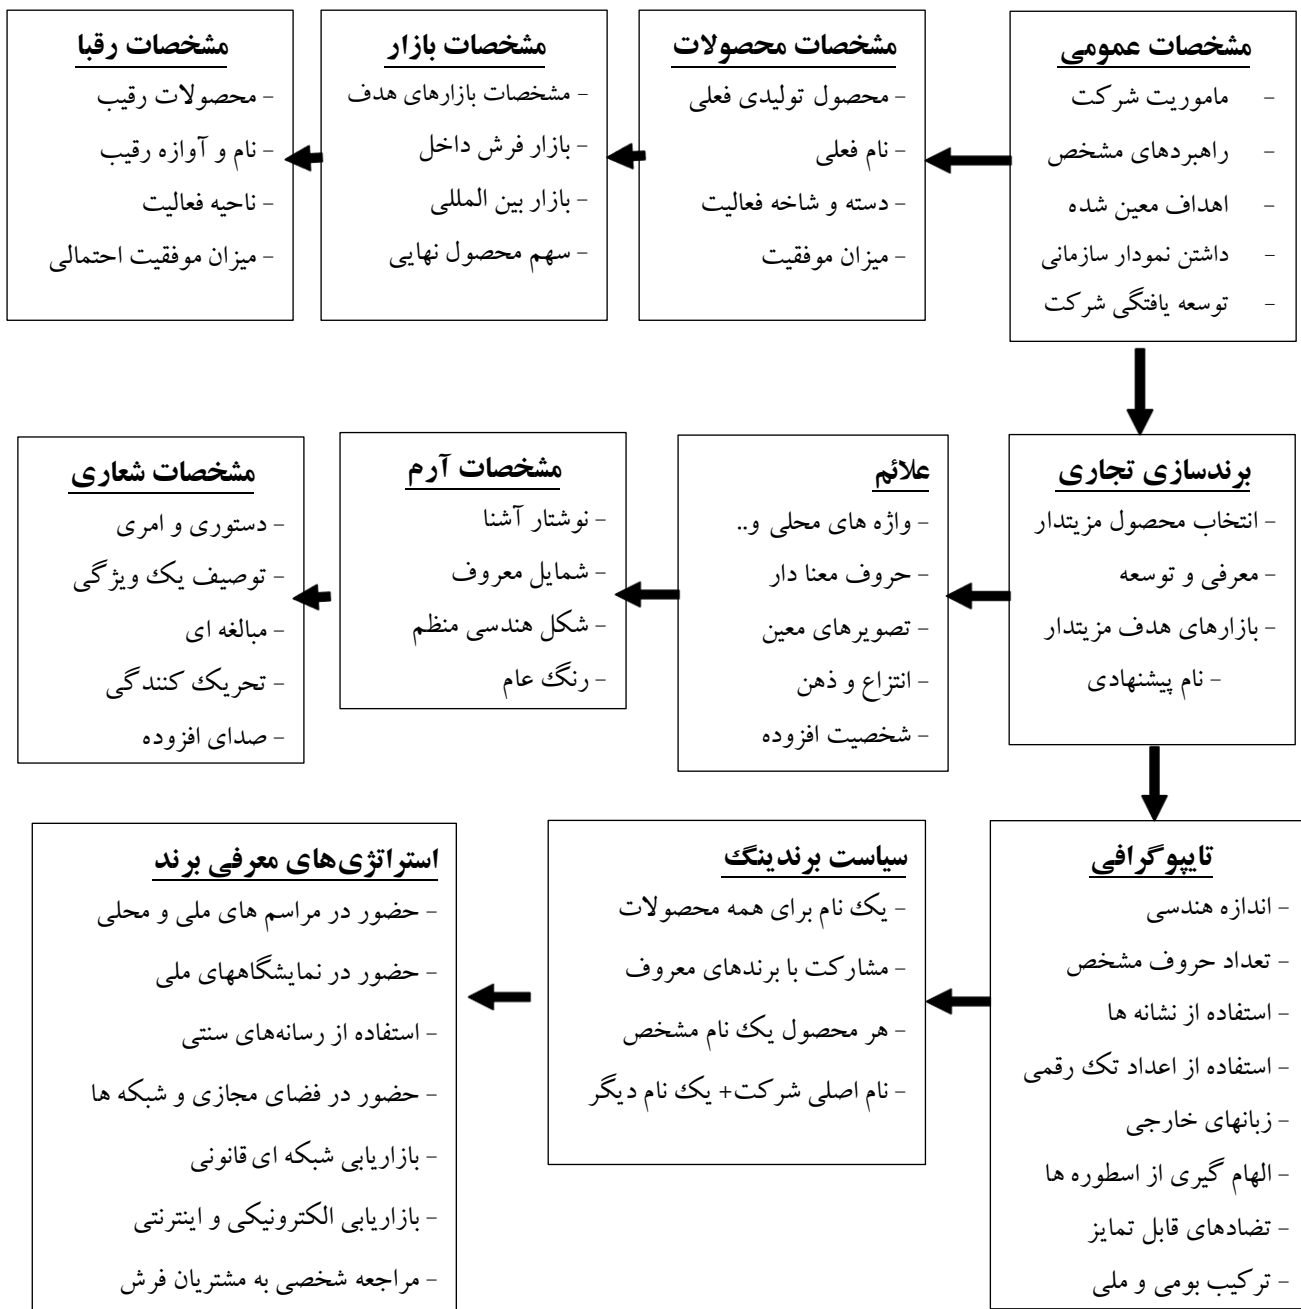 مشخصات عمومی
- ماموریت شرکت
- راهبردهای مشخص
- اهداف معین شده
- داشتن نمودار سازمانی
- توسعه یافتگی شرکت
مشخصات محصولات
- محصول تولیدی فعلی
- نام فعلی
- دسته و شاخه فعالیت
- میزان موفقیت
مشخصات بازار
- مشخصات بازارهای هدف
- بازار فرش داخل
- بازار بین المللی
- سهم محصول نهایی
مشخصات رقبا
- محصولات رقیب
- نام و آوازه رقیب
- ناحیه فعالیت
- میزان موفقیت احتمالی
برندسازی تجاری
- انتخاب محصول مزیتدار
- معرفی و توسعه
- بازارهای هدف مزیتدار
- نام پیشنهادی
علائم
- واژه های محلی و..
- حروف معنا دار
- تصویرهای معین
- انتزاع و ذهن
- شخصیت افزوده
مشخصات آرم
- نوشتار آشنا
- شمایل معروف
- شکل هندسی منظم
- رنگ عام
مشخصات شعاری
- دستوری و امری
- توصیف یک ویژگی
- مبالغه ای
- تحریک کنندگی
- صدای افزوده
تایپوگرافی
- اندازه هندسی
- تعداد حروف مشخص
- استفاده از نشانه ها
- استفاده از اعداد تک رقمی
- زبانهای خارجی
- الهام گیری از اسطوره ها
- تضادهای قابل تمایز
- ترکیب بومی و ملی
سیاست برندینگ
- یک نام برای همه محصولات
- مشارکت با برندهای معروف
- هر محصول یک نام مشخص
- نام اصلی شرکت+ یک نام دیگر
استراتژی‌های معرفی برند
- حضور در مراسم های ملی و محلی
- حضور در نمایشگاههای ملی
- استفاده از رسانه‌های سنتی
- حضور در فضای مجازی و شبکه ها
- بازاریابی شبکه ای قانونی
- بازاریابی الکترونیکی و اینترنتی
- مراجعه شخصی به مشتریان فرش